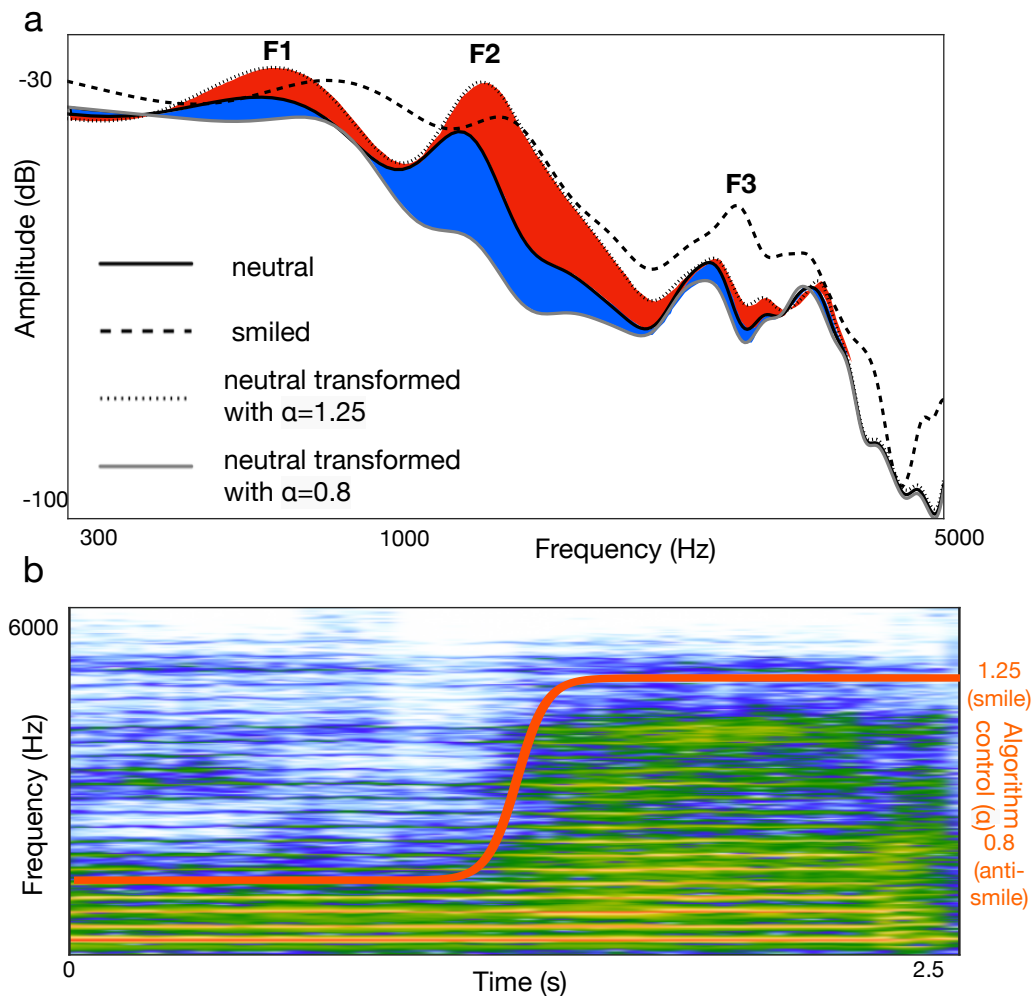 a
F1
F2
-30
F3
Amplitude (dB)
neutral
smiled
neutral transformed
with α=1.25
neutral transformed
with α=0.8
-100
300
1000
Frequency (Hz)
5000
b
6000
Frequency (Hz)
1.25
(smile)
Algorithm
control (α)
0.8
(anti-
smile)
0
Time (s)
2.5